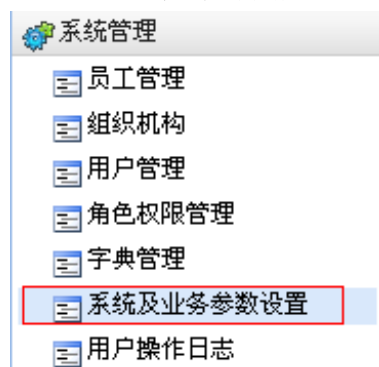 系统管理
员工管理
组织机构
用户管理
角色权限管理
字典管理
系统及业务参数设置
用户操作日志